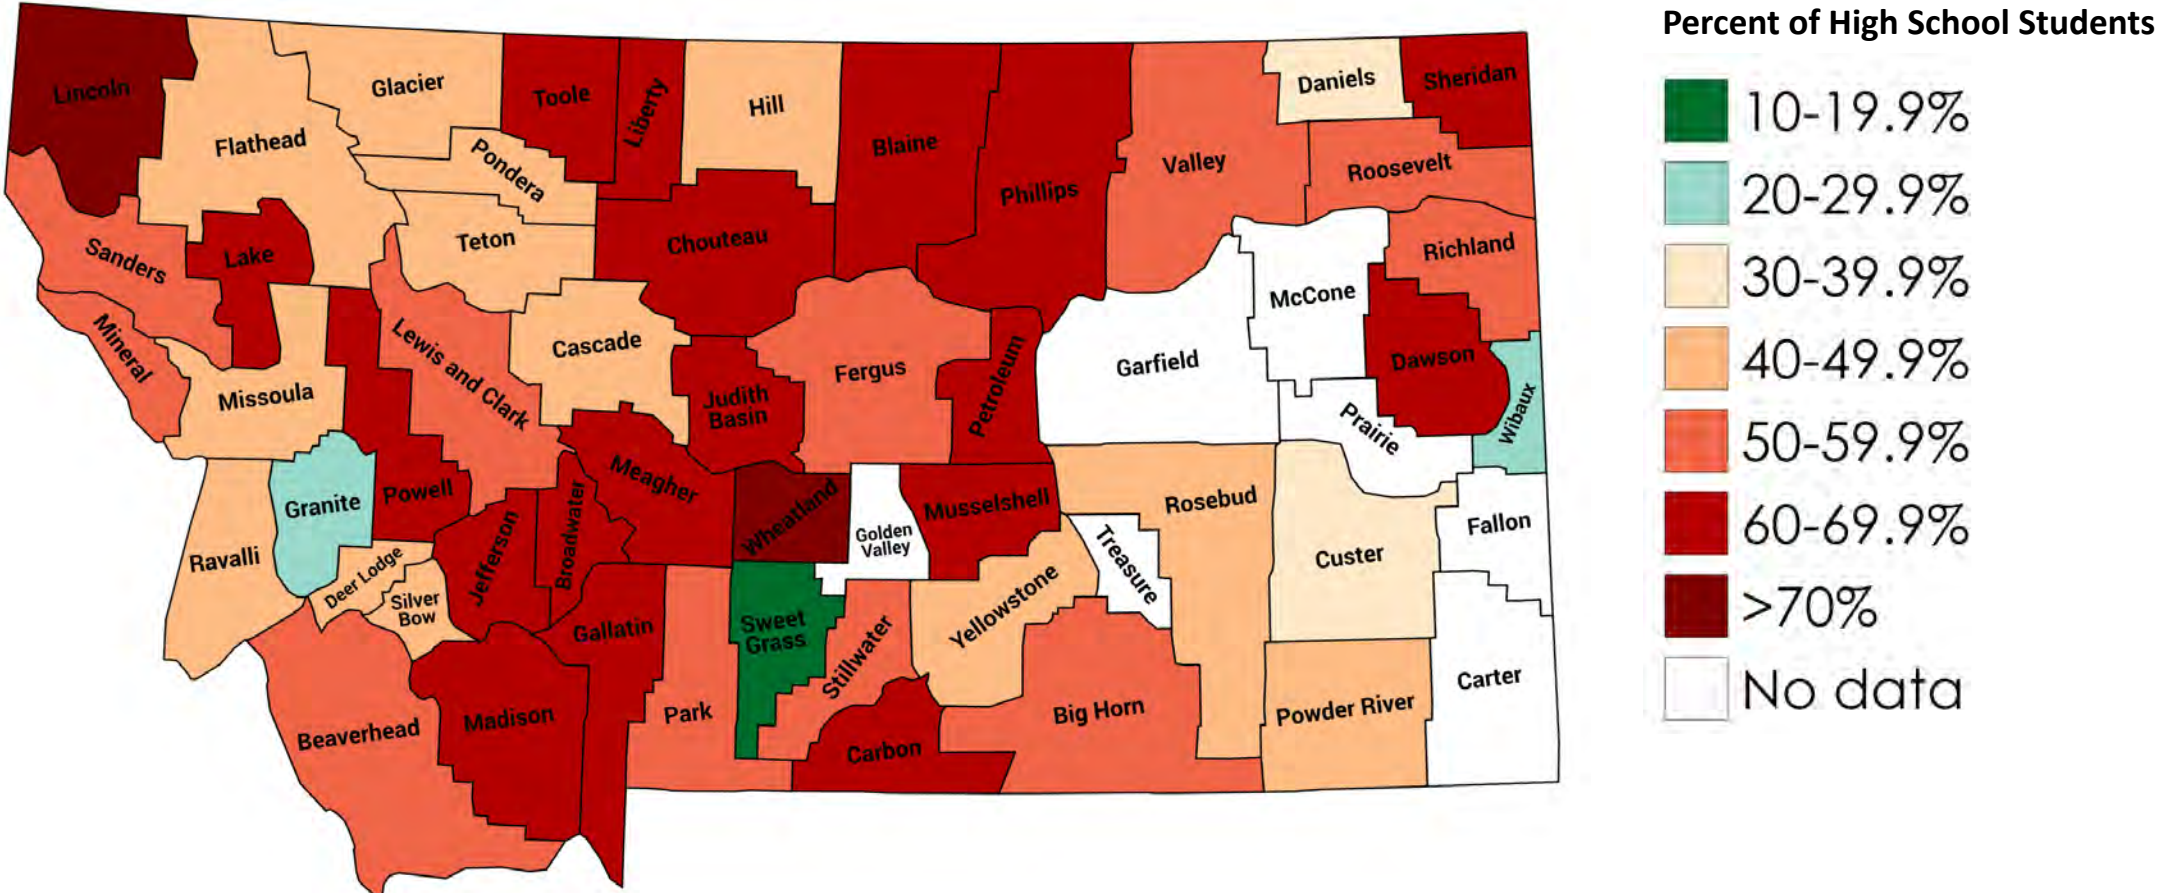 Percent of High School Students
10-19.9%
20-29.9%
30-39.9%
40-49.9%
50-59.9%
60-69.9%
>70%
No data
Lincoln
Flathead
Glacier
Toole
Liberty
Hill
Blaine
Phillips
Valley
Daniels
Sheridan
Roosevelt
Pondera
Teton
Chouteau
Sanders
Lake
Richland
McCone
Garfield
Dawson
Wibaux
Prairie
Mineral
Missoula
Lewis and Clark
Cascade
Judith
Basin
Fergus
Petroleum
Meagher
Wheatland
Golden
Valley
Musselshell
Rosebud
Treasure
Custer
Fallon
Carter
Powder River
Big Horn
Yellowstone
Stillwater
Carbon
Sweet
Grass
Park
Gallatin
Madison
Beaverhead
Jefferson
Broadwater
Silver
Bow
Deer Lodge
Powell
Granite
Ravalli